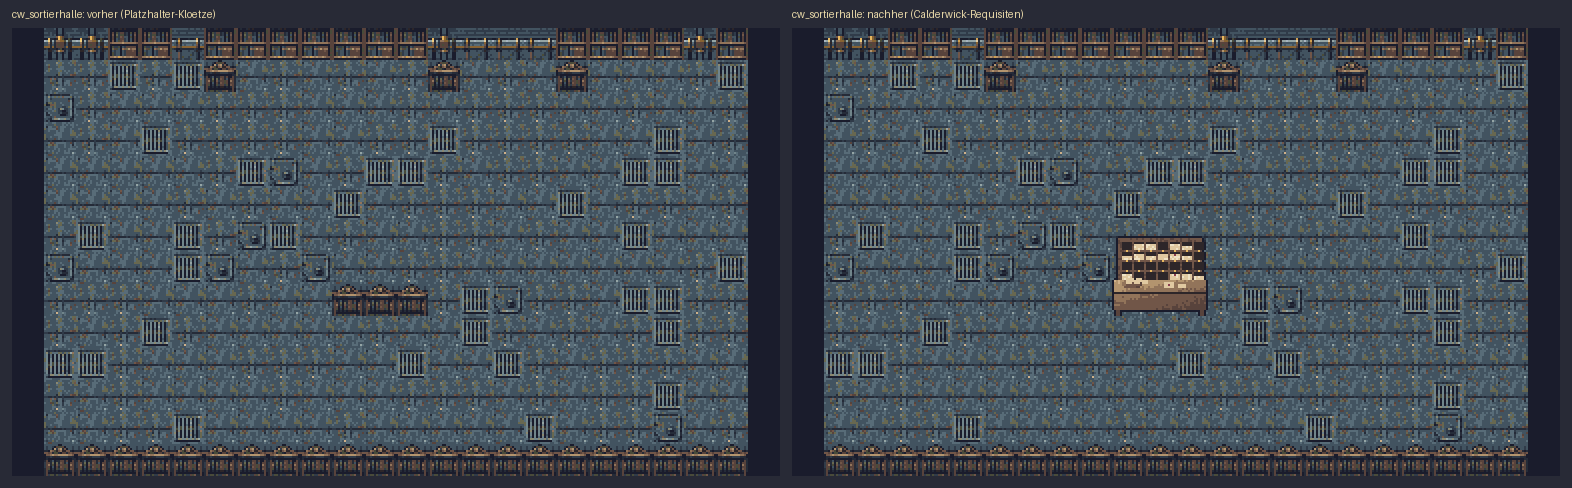 cw_sortierhalle: vorher (Platzhalter-Kloetze)
cw_sortierhalle: nachher (Calderwick-Requisiten)